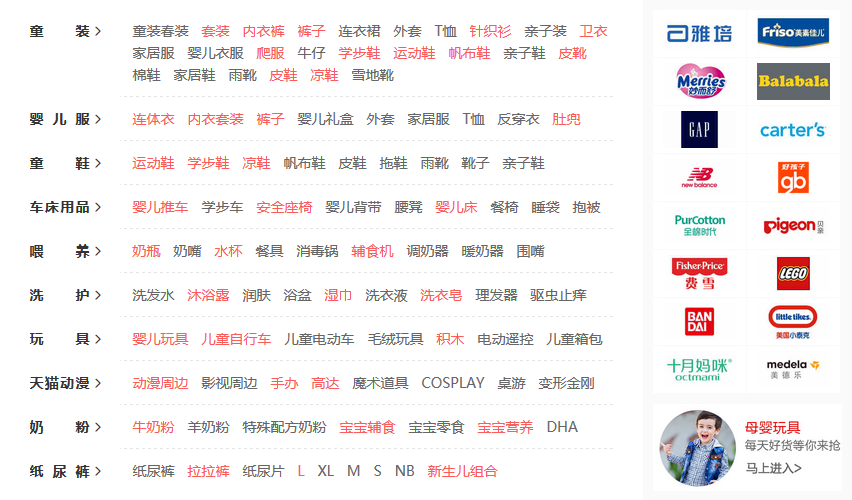 童 装 > 童装春装 套装 内衣裤 裤子 连衣裙 外套 T恤 针织衫 亲子装 卫衣
家居服 婴儿衣服 爬服 牛仔 学步鞋 运动鞋 帆布鞋 亲子鞋 皮靴
棉鞋 家居鞋 雨靴 皮鞋 凉鞋 雪地靴
婴 儿 服 > 连体衣 内衣套装 裤子 婴儿礼盒 外套 家居服 T恤 反穿衣 肚兜
童 鞋 > 运动鞋 学步鞋 凉鞋 帆布鞋 皮鞋 拖鞋 雨靴 靴子 亲子鞋
车床用品 > 婴儿推车 学步车 安全座椅 婴儿背带 腰凳 婴儿床 餐椅 睡袋 抱被
喂 养 > 奶瓶 奶嘴 水杯 餐具 消毒锅 辅食机 调奶器 暖奶器 围嘴
洗 护 > 洗发水 沐浴露 润肤 浴盆 湿巾 洗衣液 洗衣皂 理发器 驱虫止痒
玩 具 > 婴儿玩具 儿童自行车 儿童电动车 毛绒玩具 积木 电动遥控 儿童箱包
天猫动漫 > 动漫周边 影视周边 手办 高达 魔术道具 COSPLAY 桌游 变形金刚
奶 粉 > 牛奶粉 羊奶粉 特殊配方奶粉 宝宝辅食 宝宝零食 宝宝营养 DHA
纸 尿 裤 > 纸尿裤 拉拉裤 纸尿片 L XL M S NB 新生儿组合
雅培
Friso美素佳儿
Merries
妙而舒
Balabala
GAP
carter's
new balance
好孩子
gb
PurCotton
全棉时代
pigeon 贝亲
Fisher-Price
费雪
LEGO
BAN
DAI
little tikes
美国小泰克
十月妈咪
octmami
medela
美德乐
母婴玩具
每天好货等你来抢
马上进入>